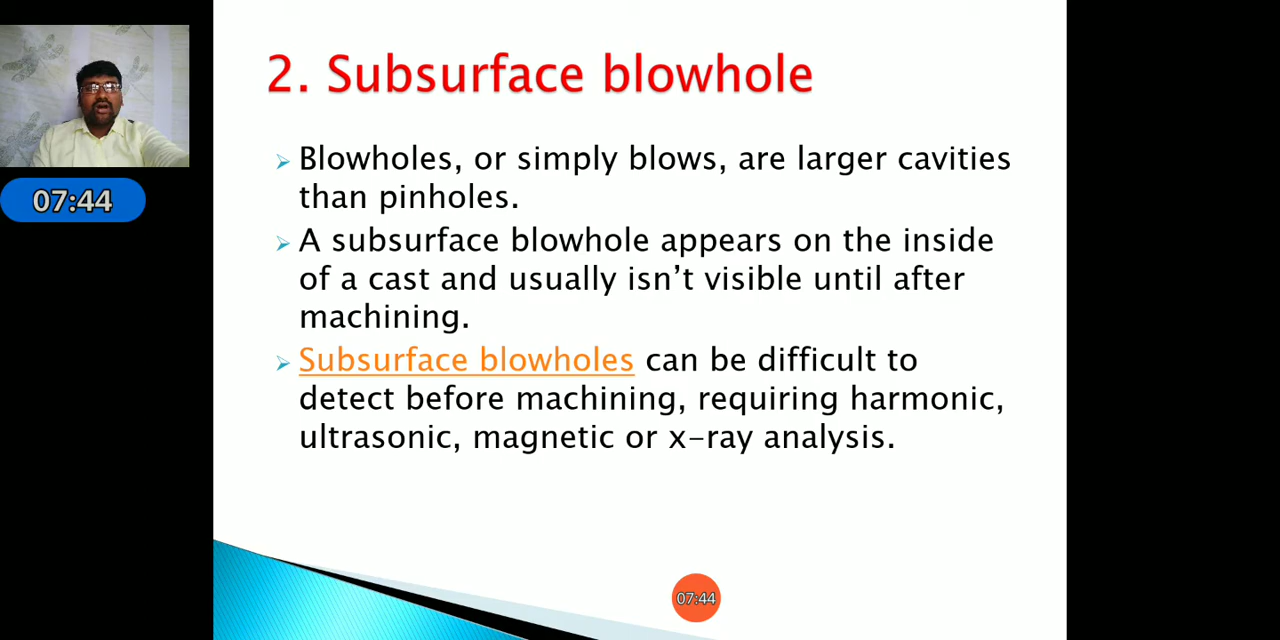 2. Subsurface blowhole
07:44
Blowholes, or simply blows, are larger cavities
than pinholes.
A subsurface blowhole appears on the inside
of a cast and usually isn’t visible until after
machining.
Subsurface blowholes can be difficult to
detect before machining, requiring harmonic,
ultrasonic, magnetic or x-ray analysis.
07:44